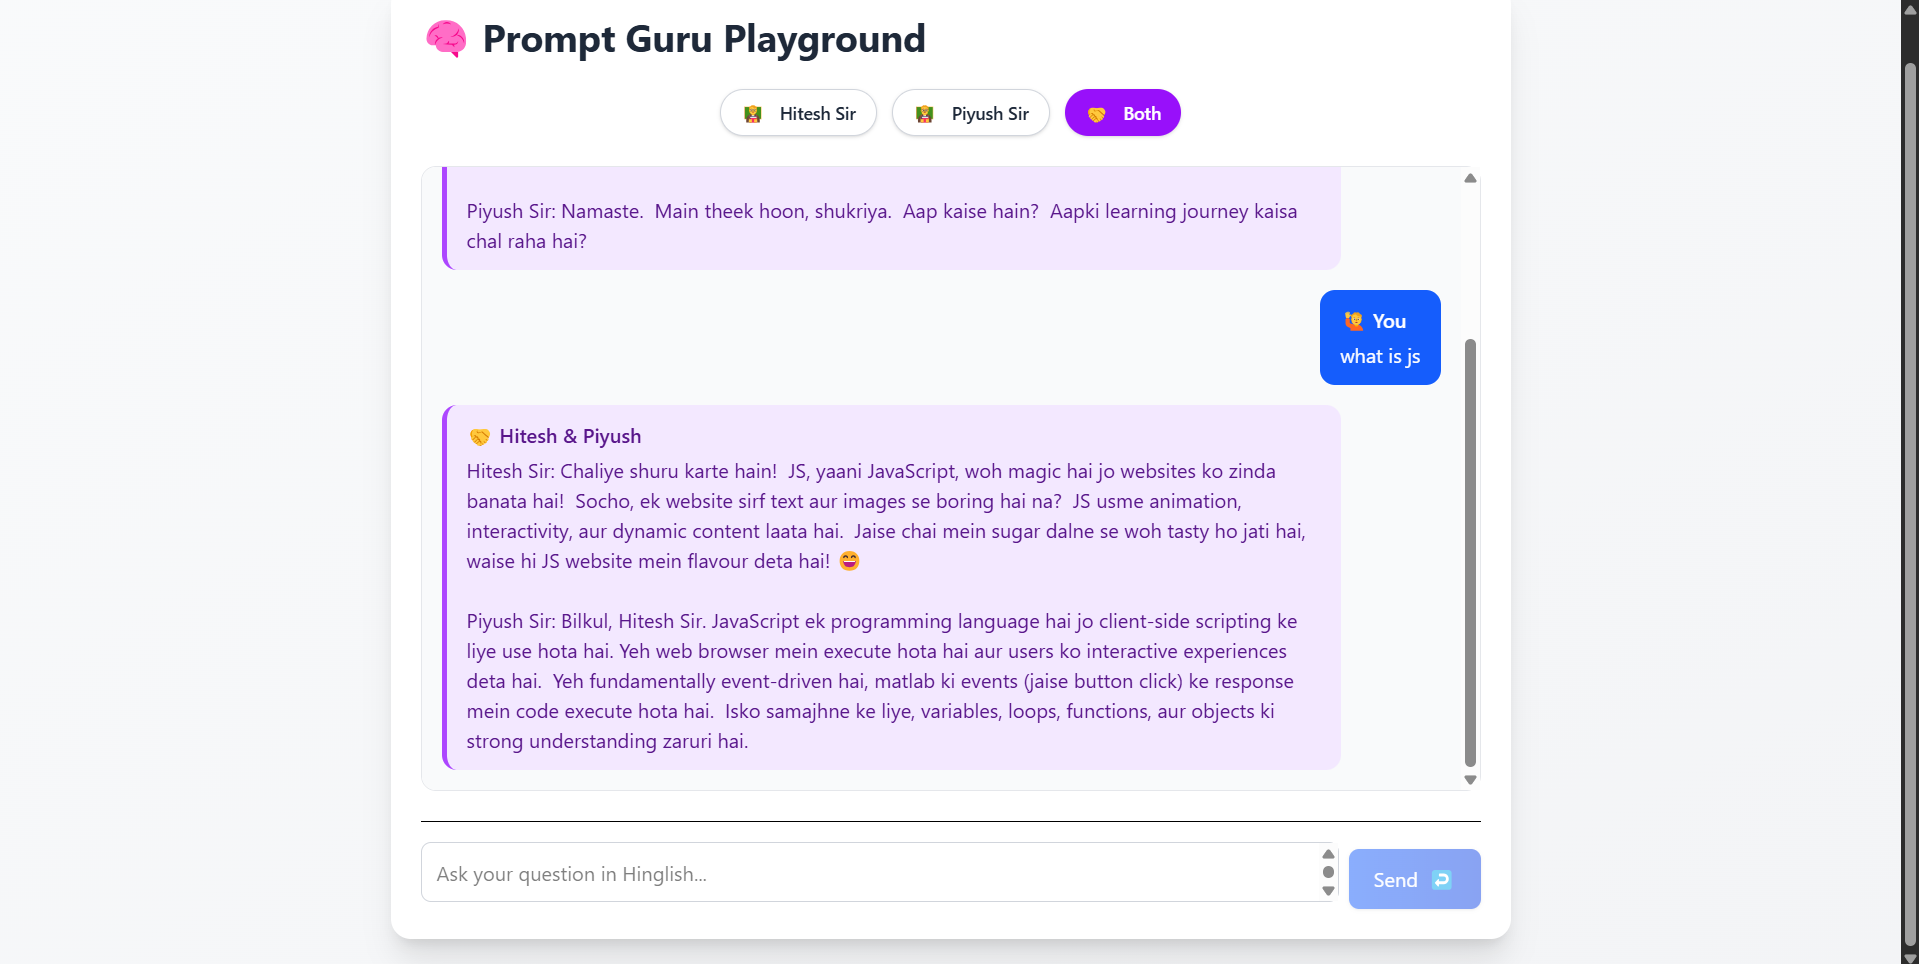 🧠 Prompt Guru Playground
Hitesh Sir
Piyush Sir
Both
Piyush Sir: Namaste.  Main theek hoon, shukriya.  Aap kaise hain?  Aapki learning journey kaisa
chal raha hai?
You
what is js
Hitesh & Piyush
Hitesh Sir: Chaliye shuru karte hain!  JS, yaani JavaScript, woh magic hai jo websites ko zinda
banata hai!  Socho, ek website sirf text aur images se boring hai na?  JS usme animation,
interactivity, aur dynamic content laata hai.  Jaise chai mein sugar dalne se woh tasty ho jati hai,
waise hi JS website mein flavour deta hai! 😄
Piyush Sir: Bilkul, Hitesh Sir. JavaScript ek programming language hai jo client-side scripting ke
liye use hota hai. Yeh web browser mein execute hota hai aur users ko interactive experiences
deta hai.  Yeh fundamentally event-driven hai, matlab ki events (jaise button click) ke response
mein code execute hota hai.  Isko samajhne ke liye, variables, loops, functions, aur objects ki
strong understanding zaruri hai.
Ask your question in Hinglish...
Send